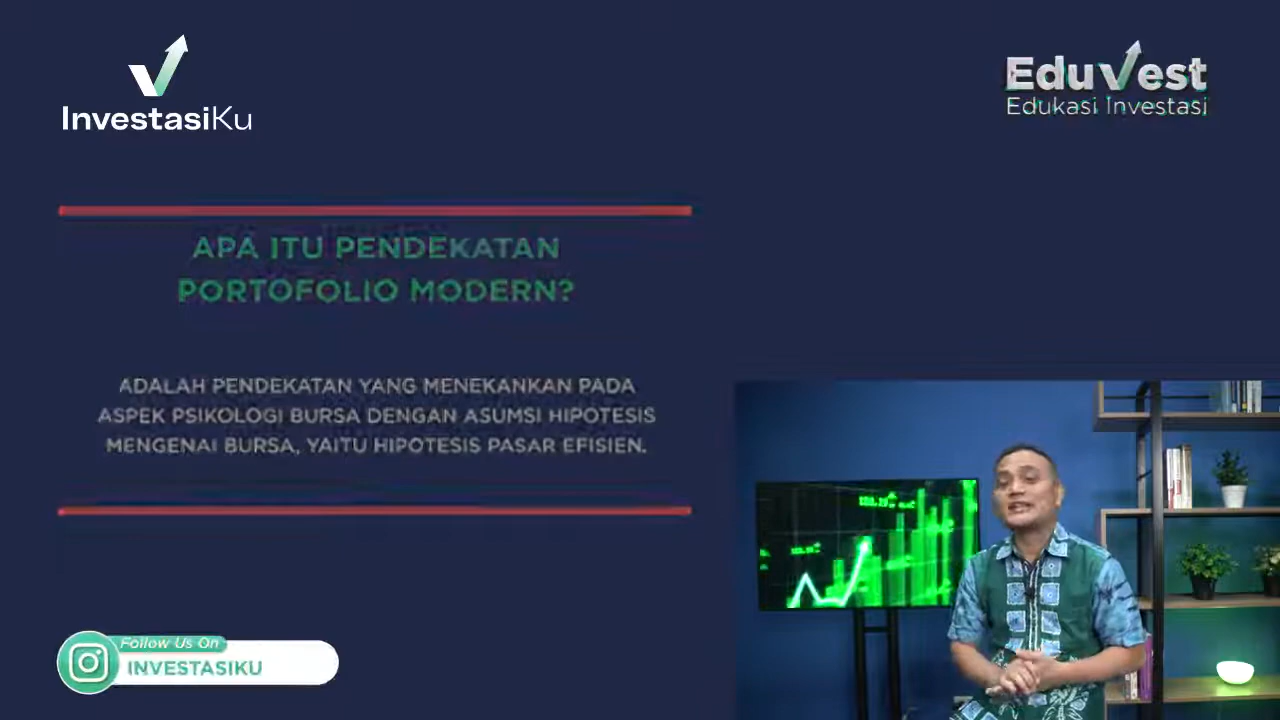 InvestasiKu
EduVest
Edukasi Investasi
APA ITU PENDEKATAN
PORTOFOLIO MODERN?
ADALAH PENDEKATAN YANG MENEKANKAN PADA
ASPEK PSIKOLOGI BURSA DENGAN ASUMSI HIPOTESIS
MENGENAI BURSA, YAITU HIPOTESIS PASAR EFISIEN.
Follow Us On
INVESTASIKU